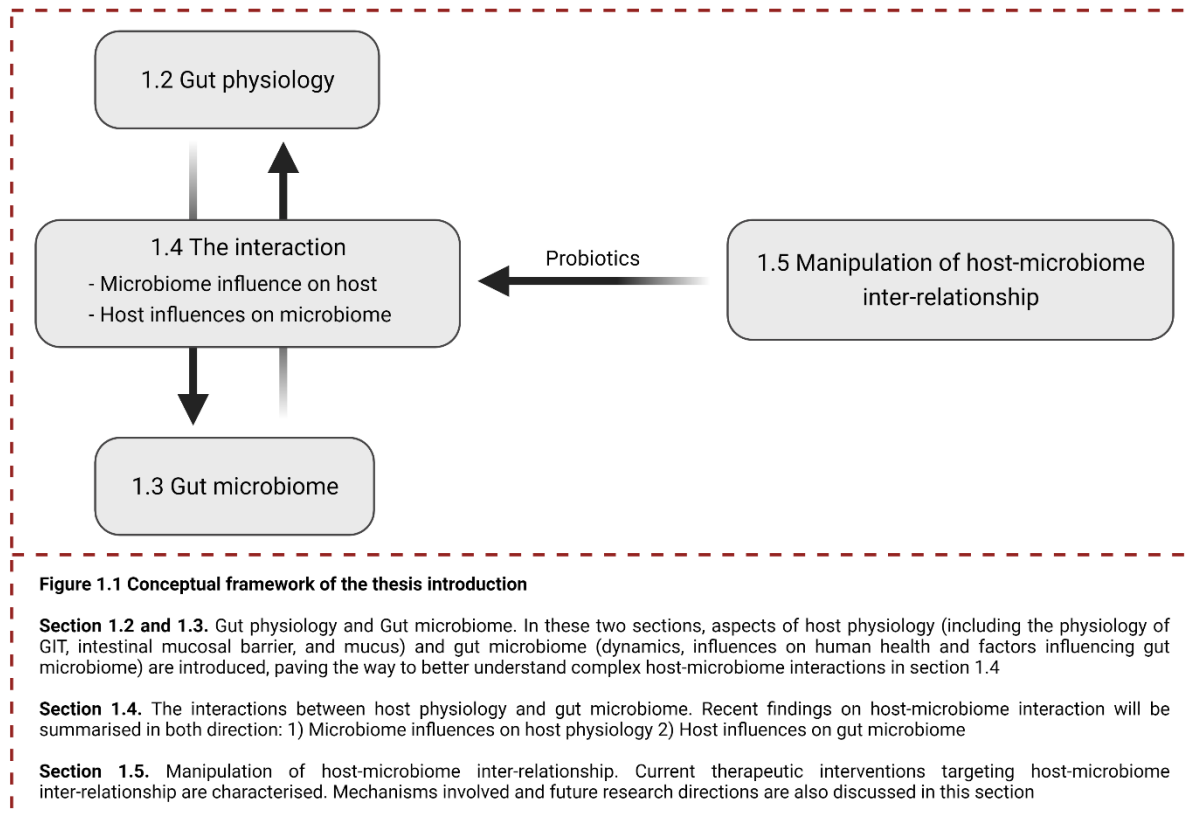 1.2 Gut physiology
1.4 The interaction
- Microbiome influence on host
- Host influences on microbiome
Probiotics
1.5 Manipulation of host-microbiome
inter-relationship
1.3 Gut microbiome
Figure 1.1 Conceptual framework of the thesis introduction
Section 1.2 and 1.3. Gut physiology and Gut microbiome. In these two sections, aspects of host physiology (including the physiology of
GIT, intestinal mucosal barrier, and mucus) and gut microbiome (dynamics, influences on human health and factors influencing gut
microbiome) are introduced, paving the way to better understand complex host-microbiome interactions in section 1.4
Section 1.4. The interactions between host physiology and gut microbiome. Recent findings on host-microbiome interaction will be
summarised in both direction: 1) Microbiome influences on host physiology 2) Host influences on gut microbiome
Section 1.5. Manipulation of host-microbiome inter-relationship. Current therapeutic interventions targeting host-microbiome
inter-relationship are characterised. Mechanisms involved and future research directions are also discussed in this section